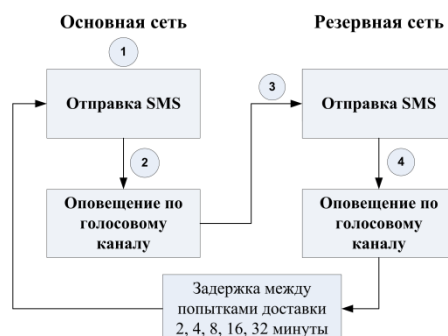 Основная сеть
Резервная сеть
1
Отправка SMS
3
Отправка SMS
2
4
Оповещение по
голосовому
каналу
Оповещение по
голосовому
каналу
Задержка между
попытками доставки
2, 4, 8, 16, 32 минуты